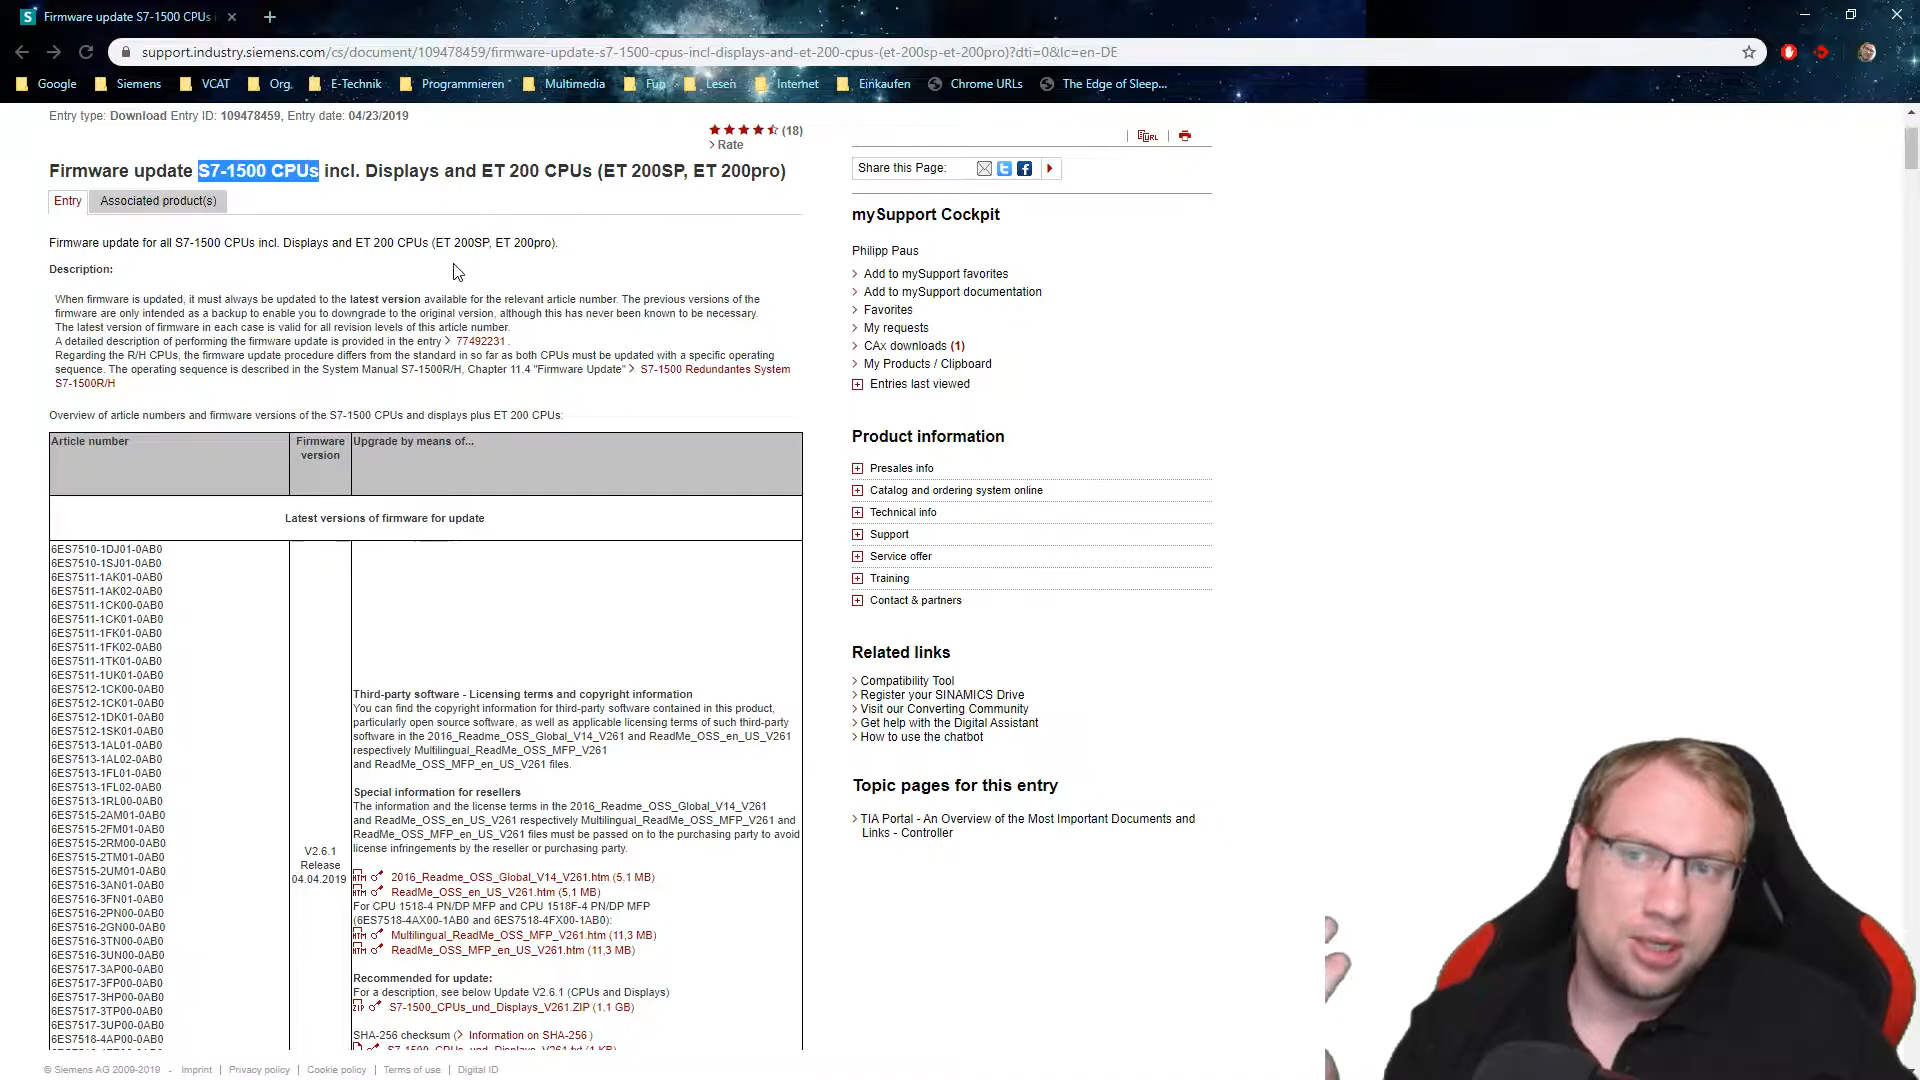 Firmware update S7-1500 CPUs
support.industry.siemens.com/cs/document/109478459/firmware-update-s7-1500-cpus-incl-displays-and-et-200-cpus-(et-200sp-et-200pro)?dti=0&lc=en-DE
Google Siemens VCAT Org. E-Technik Programmieren Multimedia Fun Lesen Internet Einkaufen Chrome URLs The Edge of Sleep...
Entry type: Download Entry ID: 109478459, Entry date: 04/23/2019
(18)
> Rate
Firmware update S7-1500 CPUs incl. Displays and ET 200 CPUs (ET 200SP, ET 200pro)
Entry Associated product(s)
Firmware update for all S7-1500 CPUs incl. Displays and ET 200 CPUs (ET 200SP, ET 200pro).
Description:
When firmware is updated, it must always be updated to the latest version available for the relevant article number. The previous versions of the
firmware are only intended as a backup to enable you to downgrade to the original version, although this has never been known to be necessary.
The latest version of firmware in each case is valid for all revision levels of this article number.
A detailed description of performing the firmware update is provided in the entry > 77492231 .
Regarding the R/H CPUs, the firmware update procedure differs from the standard in so far as both CPUs must be updated with a specific operating
sequence. The operating sequence is described in the System Manual S7-1500R/H, Chapter 11.4 "Firmware Update" > S7-1500 Redundantes System
S7-1500R/H
Overview of article numbers and firmware versions of the S7-1500 CPUs and displays plus ET 200 CPUs:
Article number
Firmware
version
Upgrade by means of...
Latest versions of firmware for update
6ES7510-1DJ01-0AB0
6ES7510-1SJ01-0AB0
6ES7511-1AK01-0AB0
6ES7511-1AK02-0AB0
6ES7511-1CK00-0AB0
6ES7511-1CK01-0AB0
6ES7511-1FK01-0AB0
6ES7511-1FK02-0AB0
6ES7511-1TK01-0AB0
6ES7511-1UK01-0AB0
6ES7512-1CK00-0AB0
6ES7512-1CK01-0AB0
6ES7512-1DK01-0AB0
6ES7512-1SK01-0AB0
6ES7513-1AL01-0AB0
6ES7513-1AL02-0AB0
6ES7513-1FL01-0AB0
6ES7513-1FL02-0AB0
6ES7513-1RL00-0AB0
6ES7515-2AM01-0AB0
6ES7515-2FM01-0AB0
6ES7515-2RM00-0AB0
6ES7515-2TM01-0AB0
6ES7515-2UM01-0AB0
6ES7516-3AN01-0AB0
6ES7516-3FN01-0AB0
6ES7516-2PN00-0AB0
6ES7516-2GN00-0AB0
6ES7516-3TN00-0AB0
6ES7516-3UN00-0AB0
6ES7517-3AP00-0AB0
6ES7517-3FP00-0AB0
6ES7517-3HP00-0AB0
6ES7517-3TP00-0AB0
6ES7517-3UP00-0AB0
6ES7518-4AP00-0AB0
V2.6.1
Release
04.04.2019
Third-party software - Licensing terms and copyright information
You can find the copyright information for third-party software contained in this product,
particularly open source software, as well as applicable licensing terms of such third-party
software in the 2016_Readme_OSS_Global_V14_V261 and ReadMe_OSS_en_US_V261
respectively Multilingual_ReadMe_OSS_MFP_V261
and ReadMe_OSS_MFP_en_US_V261 files.
Special information for resellers
The information and the license terms in the 2016_Readme_OSS_Global_V14_V261
and ReadMe_OSS_en_US_V261 respectively Multilingual_ReadMe_OSS_MFP_V261 and
ReadMe_OSS_MFP_en_US_V261 files must be passed on to the purchasing party to avoid
license infringements by the reseller or purchasing party.
2016_Readme_OSS_Global_V14_V261.htm (5,1 MB)
ReadMe_OSS_en_US_V261.htm (5,1 MB)
For CPU 1518-4 PN/DP MFP and CPU 1518F-4 PN/DP MFP
(6ES7518-4AX00-1AB0 and 6ES7518-4FX00-1AB0):
Multilingual_ReadMe_OSS_MFP_V261.htm (11,3 MB)
ReadMe_OSS_MFP_en_US_V261.htm (11,3 MB)
Recommended for update:
For a description, see below Update V2.6.1 (CPUs and Displays)
S7-1500_CPUs_und_Displays_V261.ZIP (1,1 GB)
SHA-256 checksum (> Information on SHA-256 )
S7-1500_CPUs_und_Displays_V261.txt (1 KB)
URL
Share this Page:
mySupport Cockpit
Philipp Paus
> Add to mySupport favorites
> Add to mySupport documentation
> Favorites
> My requests
> CAx downloads (1)
> My Products / Clipboard
Entries last viewed
Product information
Presales info
Catalog and ordering system online
Technical info
Support
Service offer
Training
Contact & partners
Related links
> Compatibility Tool
> Register your SINAMICS Drive
> Visit our Converting Community
> Get help with the Digital Assistant
> How to use the chatbot
Topic pages for this entry
> TIA Portal - An Overview of the Most Important Documents and
Links - Controller
© Siemens AG 2009-2019 - Imprint | Privacy policy | Cookie policy | Terms of use | Digital ID